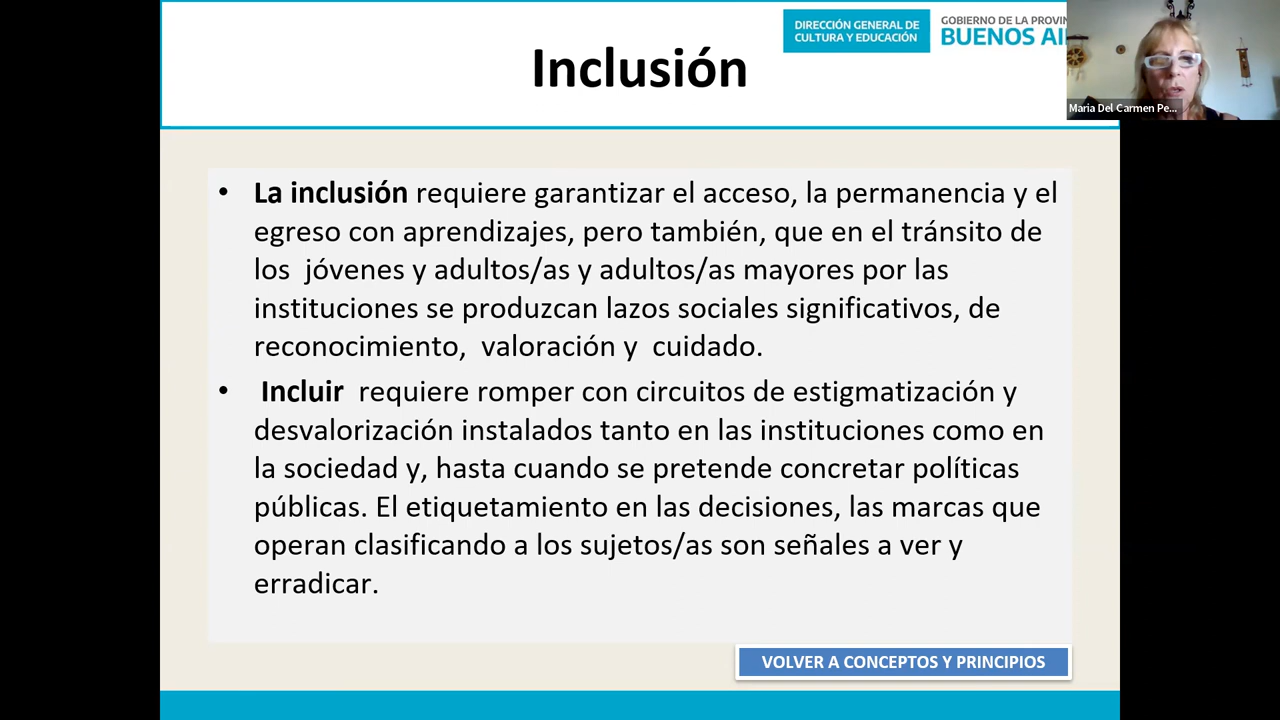 DIRECCIÓN GENERAL DE
CULTURA Y EDUCACIÓN
GOBIERNO DE LA
BUENOS
Inclusión
Maria Del Carmen Pe...
• La inclusión requiere garantizar el acceso, la permanencia y el
egreso con aprendizajes, pero también, que en el tránsito de
los jóvenes y adultos/as y adultos/as mayores por las
instituciones se produzcan lazos sociales significativos, de
reconocimiento, valoración y cuidado.
• Incluir requiere romper con circuitos de estigmatización y
desvalorización instalados tanto en las instituciones como en
la sociedad y, hasta cuando se pretende concretar políticas
públicas. El etiquetamiento en las decisiones, las marcas que
operan clasificando a los sujetos/as son señales a ver y
erradicar.
VOLVER A CONCEPTOS Y PRINCIPIOS